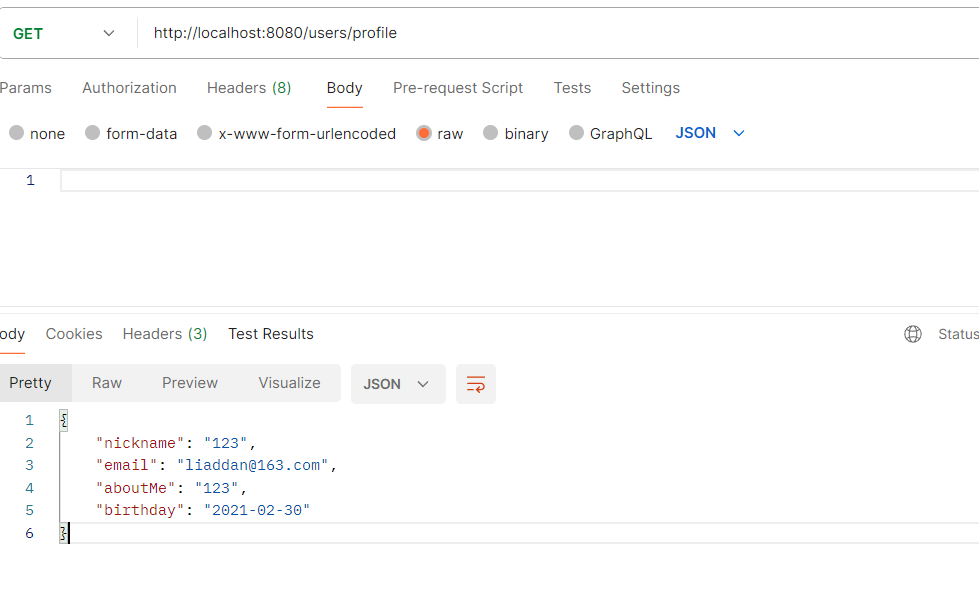 GET http://localhost:8080/users/profile
Params Authorization Headers (8) Body Pre-request Script Tests Settings
none form-data x-www-form-urlencoded raw binary GraphQL JSON
1
ody Cookies Headers (3) Test Results Status
Pretty Raw Preview Visualize JSON
1 {
2 "nickname": "123",
3 "email": "liaddan@163.com",
4 "aboutMe": "123",
5 "birthday": "2021-02-30"
6 }